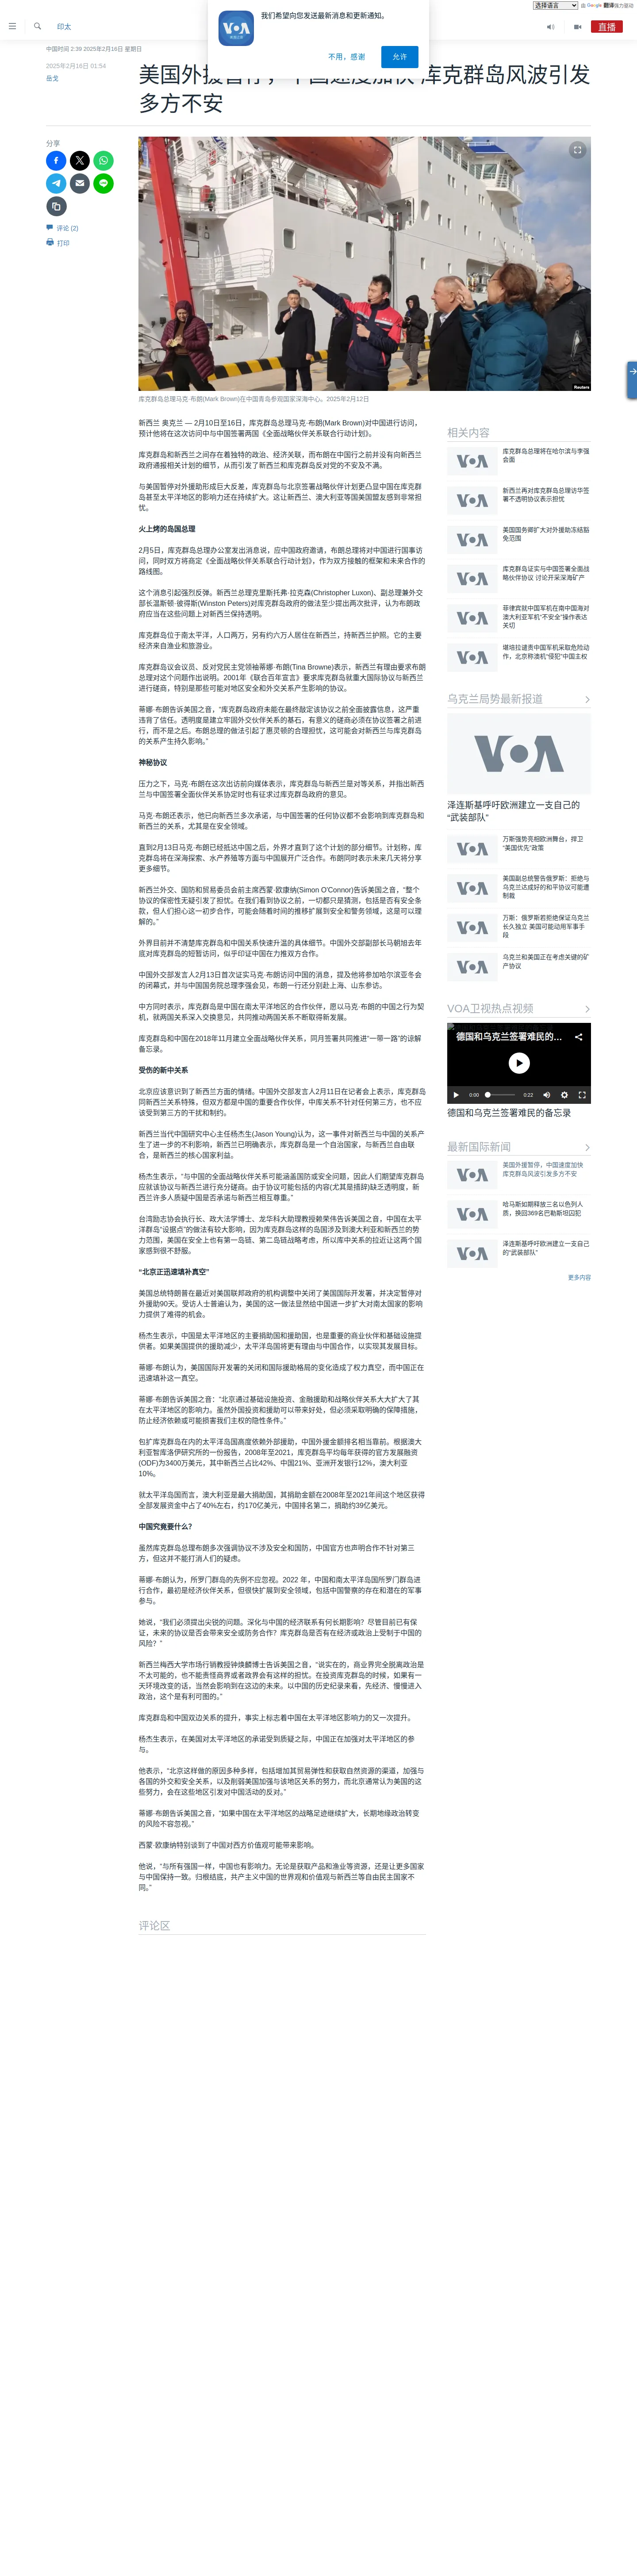 选择语言
由 Google 翻译强力驱动
我们希望向您发送最新消息和更新通知。
不用，感谢
允许
印太
直播
中国时间 2:39 2025年2月16日 星期日
2025年2月16日 01:54
岳戈
美国外援暂停，中国速度加快 库克群岛风波引发
多方不安
分享
评论 (2)
打印
Reuters
库克群岛总理马克·布朗(Mark Brown)在中国青岛参观国家深海中心。2025年2月12日
新西兰 奥克兰 — 2月10日至16日，库克群岛总理马克·布朗(Mark Brown)对中国进行访问，
预计他将在这次访问中与中国签署两国《全面战略伙伴关系联合行动计划》。
库克群岛和新西兰之间存在着独特的政治、经济关联，而布朗在中国行之前并没有向新西兰
政府通报相关计划的细节，从而引发了新西兰和库克群岛反对党的不安及不满。
与美国暂停对外援助形成巨大反差，库克群岛与北京签署战略伙伴计划更凸显中国在库克群
岛甚至太平洋地区的影响力还在持续扩大。这让新西兰、澳大利亚等国美国盟友感到非常担
忧。
火上烤的岛国总理
2月5日，库克群岛总理办公室发出消息说，应中国政府邀请，布朗总理将对中国进行国事访
问，同时双方将商定《全面战略伙伴关系联合行动计划》，作为双方接触的框架和未来合作的
路线图。
这个消息引起强烈反弹。新西兰总理克里斯托弗·拉克森(Christopher Luxon)、副总理兼外交
部长温斯顿·彼得斯(Winston Peters)对库克群岛政府的做法至少提出两次批评，认为布朗政
府应当在这些问题上对新西兰保持透明。
库克群岛位于南太平洋，人口两万，另有约六万人居住在新西兰，持新西兰护照。它的主要
经济来自渔业和旅游业。
库克群岛议会议员、反对党民主党领袖蒂娜·布朗(Tina Browne)表示，新西兰有理由要求布朗
总理对这个问题作出说明。2001年《联合百年宣言》要求库克群岛就重大国际协议与新西兰
进行磋商，特别是那些可能对地区安全和外交关系产生影响的协议。
蒂娜·布朗告诉美国之音，“库克群岛政府未能在最终敲定该协议之前全面披露信息，这严重
违背了信任。透明度是建立牢固外交伙伴关系的基石，有意义的磋商必须在协议签署之前进
行，而不是之后。布朗总理的做法引起了惠灵顿的合理担忧，这可能会对新西兰与库克群岛
的关系产生持久影响。”
神秘协议
压力之下，马克·布朗在这次出访前向媒体表示，库克群岛与新西兰是对等关系，并指出新西
兰与中国签署全面伙伴关系协定时也有征求过库克群岛政府的意见。
马克·布朗还表示，他已向新西兰多次承诺，与中国签署的任何协议都不会影响到库克群岛和
新西兰的关系，尤其是在安全领域。
直到2月13日马克·布朗已经抵达中国之后，外界才直到了这个计划的部分细节。计划称，库
克群岛将在深海探索、水产养殖等方面与中国展开广泛合作。布朗同时表示未来几天将分享
更多细节。
新西兰外交、国防和贸易委员会前主席西蒙·欧康纳(Simon O'Connor)告诉美国之音，“整个
协议的保密性无疑引发了担忧。在我们看到协议之前，一切都只是猜测，包括是否有安全条
款，但人们担心这一初步合作，可能会随着时间的推移扩展到安全和警务领域，这是可以理
解的。”
外界目前并不清楚库克群岛和中国关系快速升温的具体细节。中国外交部副部长马朝旭去年
底对库克群岛的短暂访问，似乎印证中国在力推双方合作。
中国外交部发言人2月13日首次证实马克·布朗访问中国的消息，提及他将参加哈尔滨亚冬会
的闭幕式，并与中国国务院总理李强会见，布朗一行还分别赴上海、山东参访。
中方同时表示，库克群岛是中国在南太平洋地区的合作伙伴，愿以马克·布朗的中国之行为契
机，就两国关系深入交换意见，共同推动两国关系不断取得新发展。
库克群岛和中国在2018年11月建立全面战略伙伴关系，同月签署共同推进“一带一路”的谅解
备忘录。
受伤的新中关系
北京应该意识到了新西兰方面的情绪。中国外交部发言人2月11日在记者会上表示，库克群岛
同新西兰关系特殊，但双方都是中国的重要合作伙伴，中库关系不针对任何第三方，也不应
该受到第三方的干扰和制约。
新西兰当代中国研究中心主任杨杰生(Jason Young)认为，这一事件对新西兰与中国的关系产
生了进一步的不利影响，新西兰已明确表示，库克群岛是一个自治国家，与新西兰自由联
合，是新西兰的核心国家利益。
杨杰生表示，“与中国的全面战略伙伴关系可能涵盖国防或安全问题，因此人们期望库克群岛
应就该协议与新西兰进行充分磋商。由于协议可能包括的内容(尤其是措辞)缺乏透明度，新
西兰许多人质疑中国是否承诺与新西兰相互尊重。”
台湾励志协会执行长、政大法学博士、龙华科大助理教授赖荣伟告诉美国之音，中国在太平
洋群岛“设据点”的做法有较大影响，因为库克群岛这样的岛国涉及到澳大利亚和新西兰的势
力范围，美国在安全上也有第一岛链、第二岛链战略考虑，所以库中关系的拉近让这两个国
家感到很不舒服。
“北京正迅速填补真空”
美国总统特朗普在最近对美国联邦政府的机构调整中关闭了美国国际开发署，并决定暂停对
外援助90天。受访人士普遍认为，美国的这一做法显然给中国进一步扩大对南太国家的影响
力提供了难得的机会。
杨杰生表示，中国是太平洋地区的主要捐助国和援助国，也是重要的商业伙伴和基础设施提
供者。如果美国提供的援助减少，太平洋岛国将更有理由与中国合作，以实现其发展目标。
蒂娜·布朗认为，美国国际开发署的关闭和国际援助格局的变化造成了权力真空，而中国正在
迅速填补这一真空。
蒂娜·布朗告诉美国之音：“北京通过基础设施投资、金融援助和战略伙伴关系大大扩大了其
在太平洋地区的影响力。虽然外国投资和援助可以带来好处，但必须采取明确的保障措施，
防止经济依赖或可能损害我们主权的隐性条件。”
包扩库克群岛在内的太平洋岛国高度依赖外部援助，中国外援金额排名相当靠前。根据澳大
利亚智库洛伊研究所的一份报告，2008年至2021，库克群岛平均每年获得的官方发展融资
(ODF)为3400万美元，其中新西兰占比42%、中国21%、亚洲开发银行12%，澳大利亚
10%。
就太平洋岛国而言，澳大利亚是最大捐助国，其捐助金额在2008年至2021年间这个地区获得
全部发展资金中占了40%左右，约170亿美元，中国排名第二，捐助约39亿美元。
中国究竟要什么？
虽然库克群岛总理布朗多次强调协议不涉及安全和国防，中国官方也声明合作不针对第三
方，但这并不能打消人们的疑虑。
蒂娜·布朗认为，所罗门群岛的先例不应忽视。2022 年，中国和南太平洋岛国所罗门群岛进
行合作，最初是经济伙伴关系，但很快扩展到安全领域，包括中国警察的存在和潜在的军事
参与。
她说，“我们必须提出尖锐的问题。深化与中国的经济联系有何长期影响？尽管目前已有保
证，未来的协议是否会带来安全或防务合作？库克群岛是否有在经济或政治上受制于中国的
风险？”
新西兰梅西大学市场行销教授钟焕麟博士告诉美国之音，“说实在的，商业界完全脱离政治是
不太可能的，也不能责怪商界或者政界会有这样的担忧。在投资库克群岛的时候，如果有一
天环境改变的话，当然会影响到在这边的未来。以中国的历史纪录来看，先经济、慢慢进入
政治，这个是有利可图的。”
库克群岛和中国双边关系的提升，事实上标志着中国在太平洋地区影响力的又一次提升。
杨杰生表示，在美国对太平洋地区的承诺受到质疑之际，中国正在加强对太平洋地区的参
与。
他表示，“北京这样做的原因多种多样，包括增加其贸易弹性和获取自然资源的渠道，加强与
各国的外交和安全关系，以及削弱美国加强与该地区关系的努力，而北京通常认为美国的这
些努力，会在这些地区引发对中国活动的反对。”
蒂娜·布朗告诉美国之音，“如果中国在太平洋地区的战略足迹继续扩大，长期地缘政治转变
的风险不容忽视。”
西蒙·欧康纳特别谈到了中国对西方价值观可能带来影响。
他说，“与所有强国一样，中国也有影响力。无论是获取产品和渔业等资源，还是让更多国家
与中国保持一致。归根结底，共产主义中国的世界观和价值观与新西兰等自由民主国家不
同。”
评论区
相关内容
库克群岛总理将在哈尔滨与李强
会面
新西兰再对库克群岛总理访华签
署不透明协议表示担忧
美国国务卿扩大对外援助冻结豁
免范围
库克群岛证实与中国签署全面战
略伙伴协议 讨论开采深海矿产
菲律宾就中国军机在南中国海对
澳大利亚军机“不安全”操作表达
关切
堪培拉谴责中国军机采取危险动
作，北京称澳机“侵犯”中国主权
乌克兰局势最新报道
泽连斯基呼吁欧洲建立一支自己的
“武装部队”
万斯强势亮相欧洲舞台，捍卫
“美国优先”政策
美国副总统警告俄罗斯：拒绝与
乌克兰达成好的和平协议可能遭
制裁
万斯：俄罗斯若拒绝保证乌克兰
长久独立 美国可能动用军事手
段
乌克兰和美国正在考虑关键的矿
产协议
VOA卫视热点视频
德国和乌克兰签署难民的…
0:00
0:22
德国和乌克兰签署难民的备忘录
最新国际新闻
美国外援暂停，中国速度加快
库克群岛风波引发多方不安
哈马斯如期释放三名以色列人
质，换回369名巴勒斯坦囚犯
泽连斯基呼吁欧洲建立一支自己
的“武装部队”
更多内容